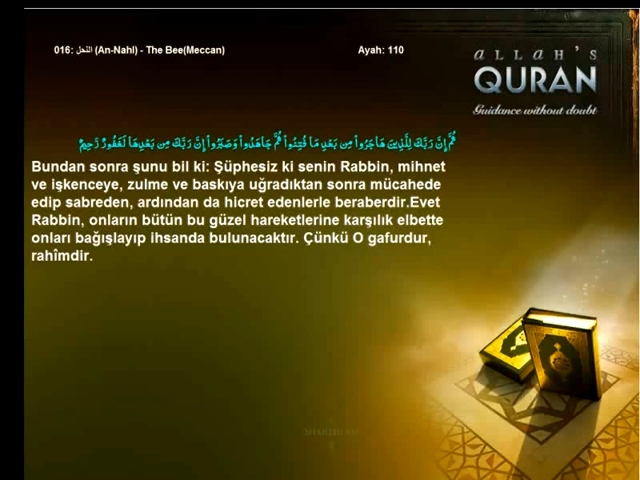 016: النحل (An-Nahl) - The Bee(Meccan)
Ayah: 110
ALLAH'S
QURAN
Guidance without doubt
ثُمَّ إِنَّ رَبَّكَ لِلَّذِينَ هَاجَرُوا۟ مِن بَعْدِ مَا فُتِنُوا۟ ثُمَّ جَاهَدُوا۟ وَصَبَرُوا۟ إِنَّ رَبَّكَ مِن بَعْدِهَا لَغَفُورٌ رَّحِيمٌ
Bundan sonra şunu bil ki: Şüphesiz ki senin Rabbin, mihnet
ve işkenceye, zulme ve baskıya uğradıktan sonra mücahede
edip sabreden, ardından da hicret edenlerle beraberdir.Evet
Rabbin, onların bütün bu güzel hareketlerine karşılık elbette
onları bağışlayıp ihsanda bulunacaktır. Çünkü O gafurdur,
rahîmdir.